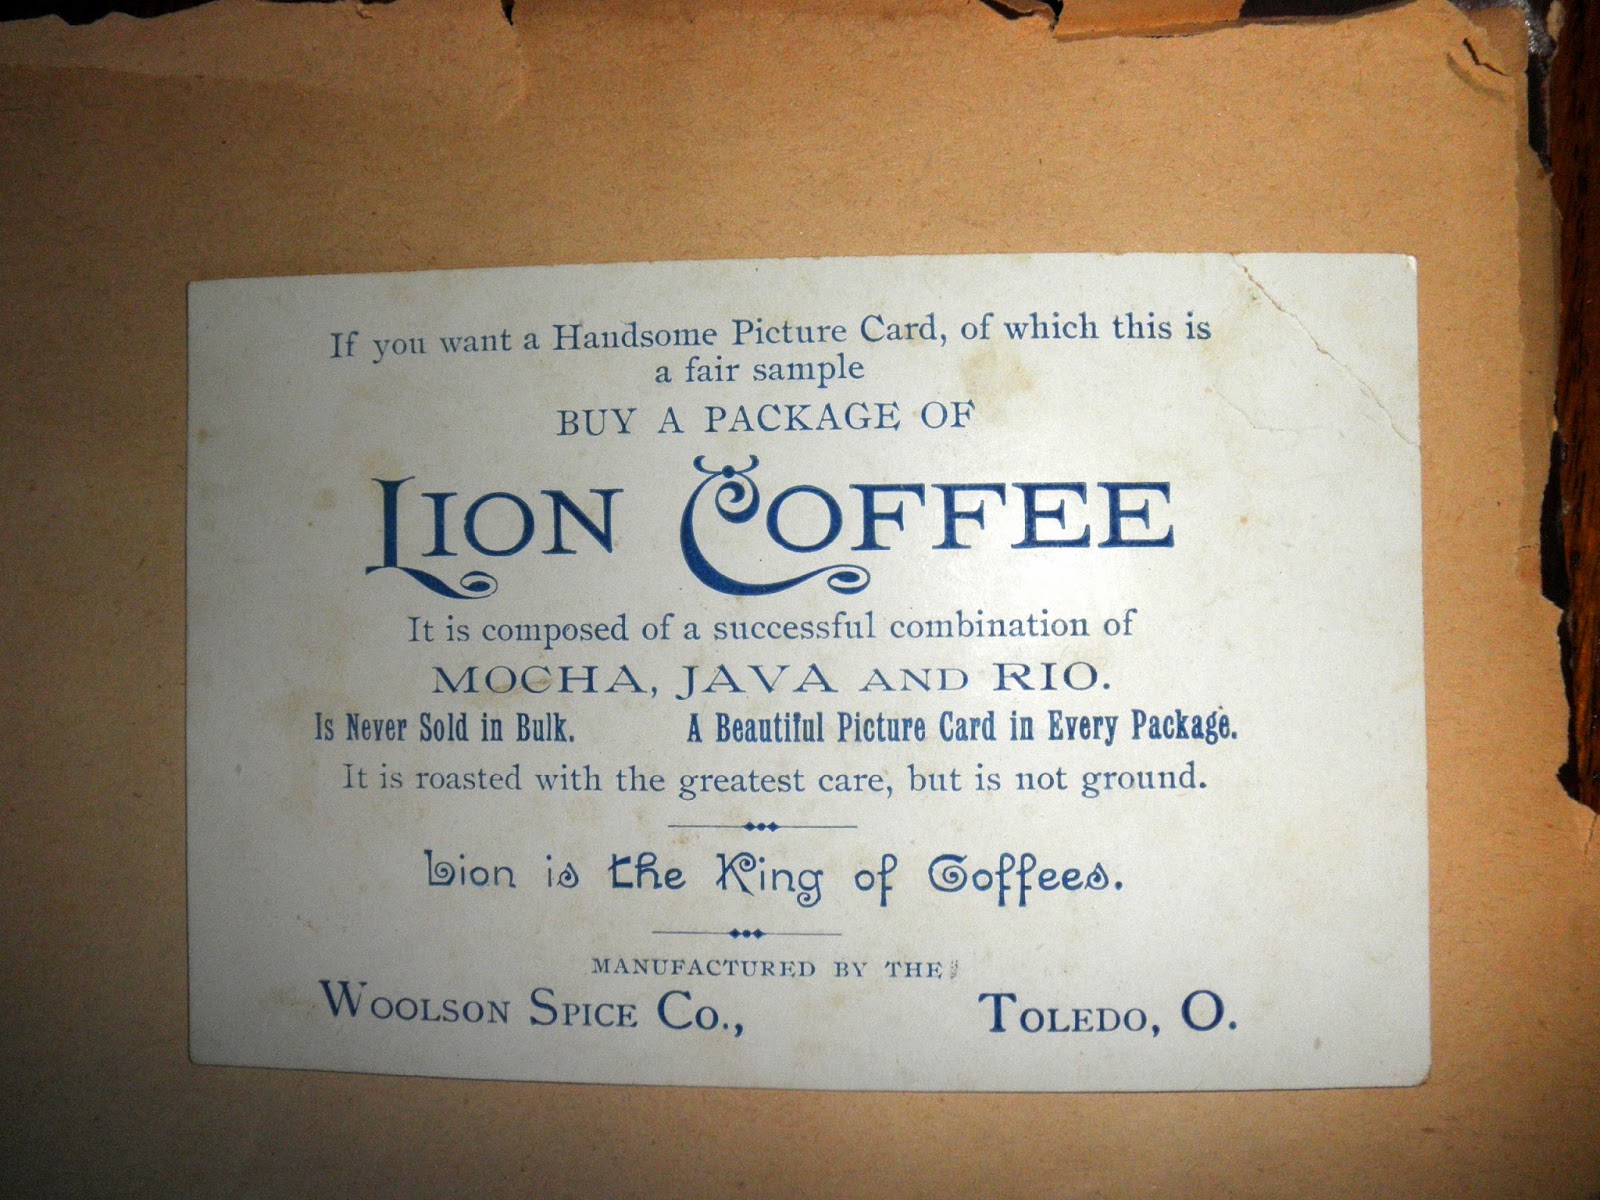 If you want a Handsome Picture Card, of which this is
a fair sample
BUY A PACKAGE OF
LION COFFEE
It is composed of a successful combination of
MOCHA, JAVA AND RIO.
Is Never Sold in Bulk. A Beautiful Picture Card in Every Package.
It is roasted with the greatest care, but is not ground.
Lion is the King of Coffees.
MANUFACTURED BY THE
WOOLSON SPICE CO., TOLEDO, O.